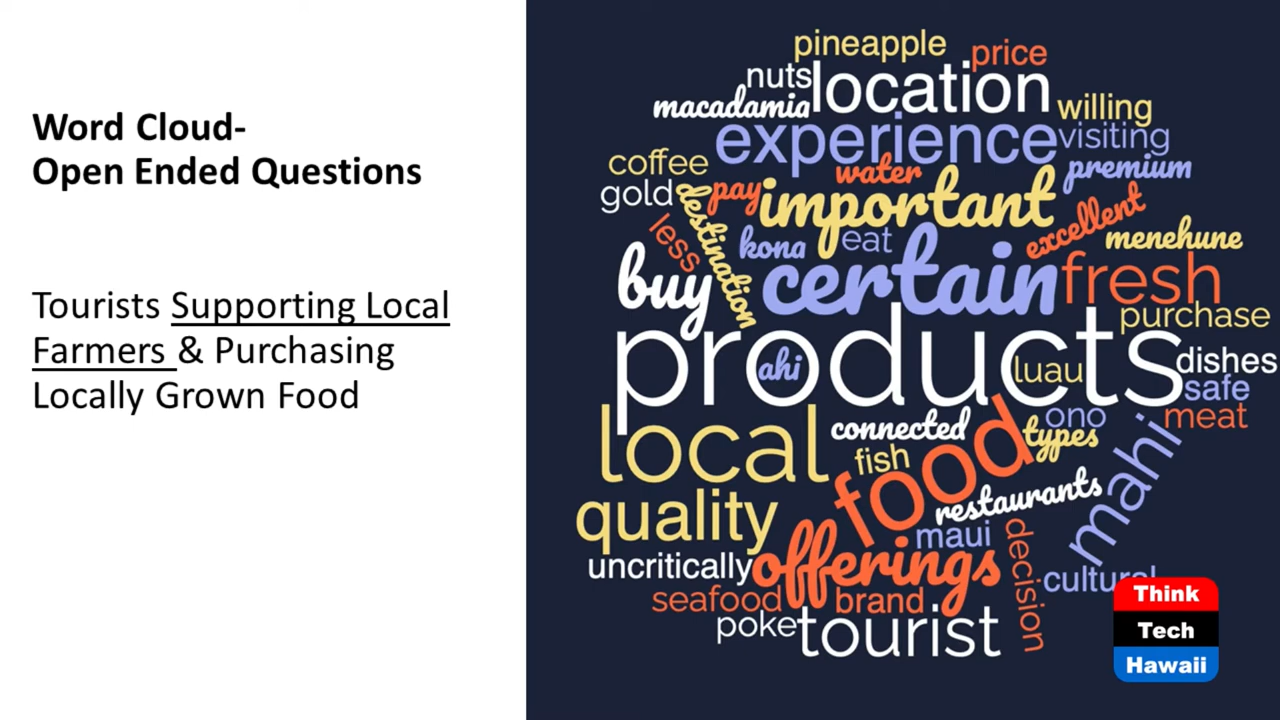 Word Cloud-
Open Ended Questions
Tourists Supporting Local
Farmers & Purchasing
Locally Grown Food
pineapple
price
nuts
location
macadamia
willing
experience
visiting
coffee
water
premium
gold
destination
pay
important
excellent
less
kona
eat
menehune
buy
certain
fresh
purchase
products
ahi
luau
dishes
safe
local
connected
ono
meat
types
fish
food
mahi
quality
restaurants
maui
decision
uncritically
offerings
cultural
seafood
brand
poke
tourist
Think
Tech
Hawaii